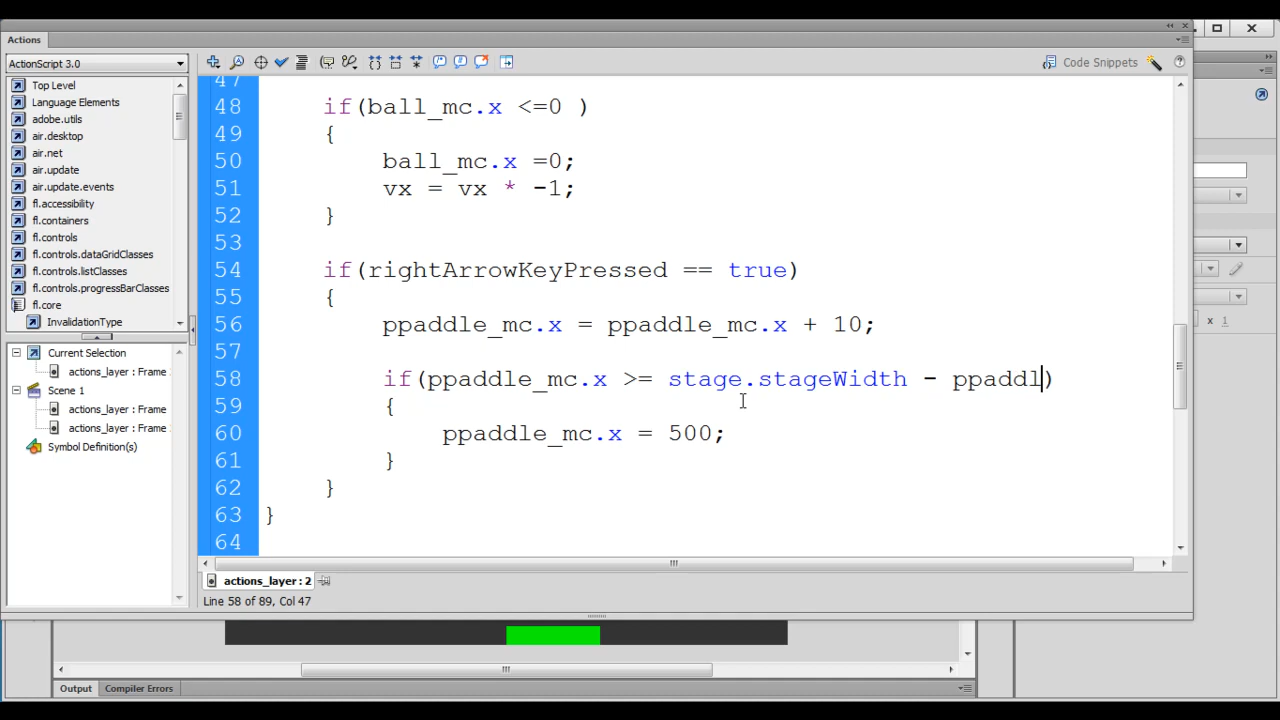 Actions
ActionScript 3.0
Code Snippets
Top Level
Language Elements
adobe.utils
air.desktop
air.net
air.update
air.update.events
fl.accessibility
fl.containers
fl.controls
fl.controls.dataGridClasses
fl.controls.listClasses
fl.controls.progressBarClasses
fl.core
InvalidationType
Current Selection
actions_layer : Frame
Scene 1
actions_layer : Frame
actions_layer : Frame
Symbol Definition(s)
47
48 if(ball_mc.x <=0 )
49 {
50 ball_mc.x =0;
51 vx = vx * -1;
52 }
53
54 if(rightArrowKeyPressed == true)
55 {
56 ppaddle_mc.x = ppaddle_mc.x + 10;
57
58 if(ppaddle_mc.x >= stage.stageWidth - ppaddl)
59 {
60 ppaddle_mc.x = 500;
61 }
62 }
63 }
64
actions_layer : 2
Line 58 of 89, Col 47
x 1
Output Compiler Errors